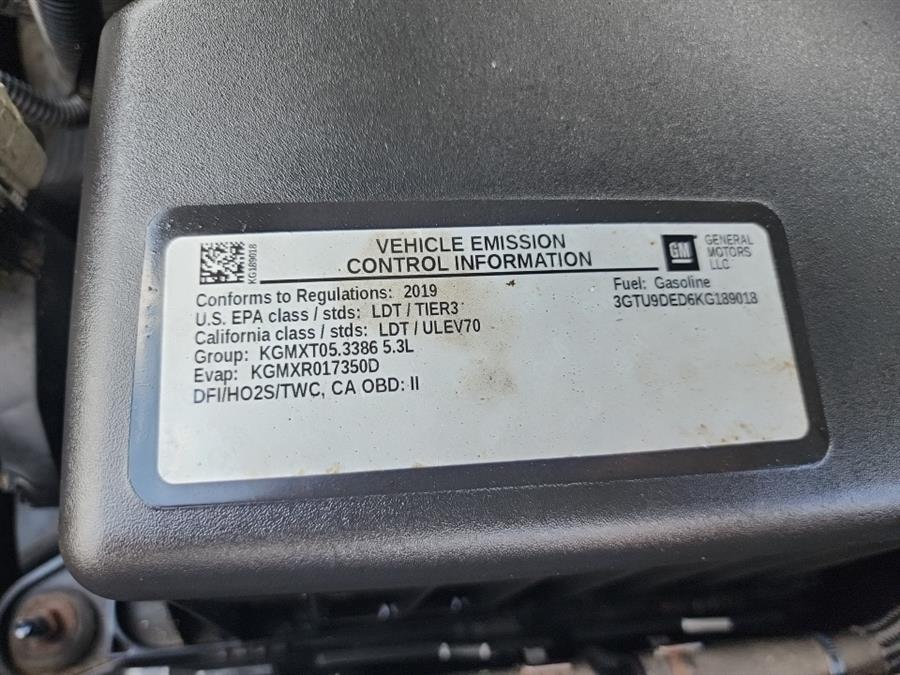 KG189018
VEHICLE EMISSION
CONTROL INFORMATION
GM
GENERAL
MOTORS
LLC
Conforms to Regulations: 2019
U.S. EPA class / stds: LDT / TIER3
California class / stds: LDT / ULEV70
Group: KGMXT05.3386 5.3L
Evap: KGMXR017350D
DFI/HO2S/TWC, CA OBD: II
Fuel: Gasoline
3GTU9DED6KG189018